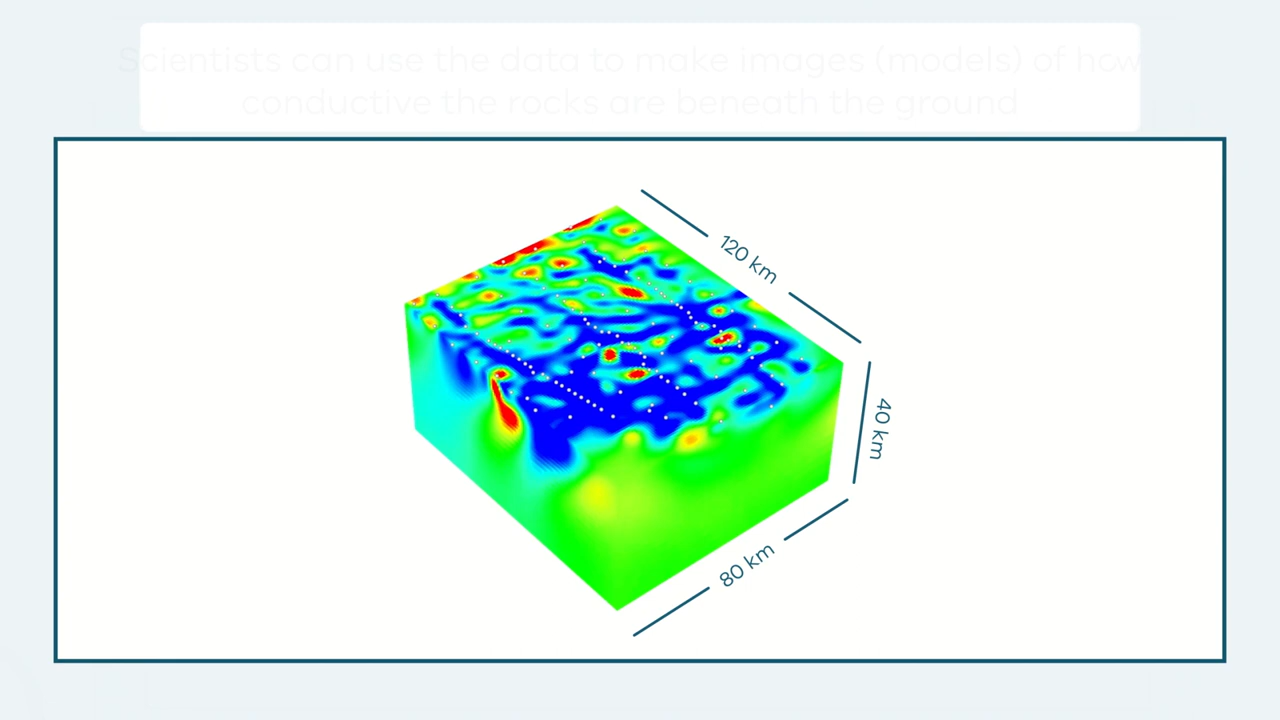 Scientists can use the data to make images (models) of how
conductive the rocks are beneath the ground
120 km
40 km
80 km